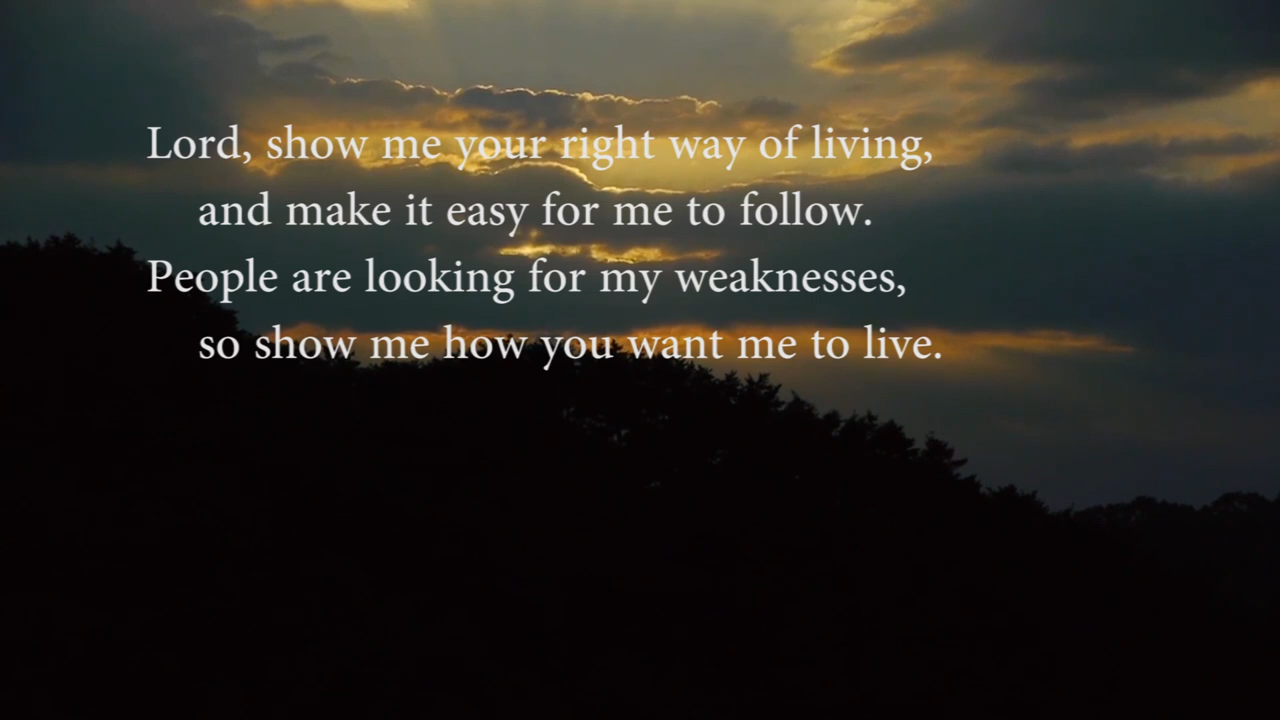 Lord, show me your right way of living,
and make it easy for me to follow.
People are looking for my weaknesses,
so show me how you want me to live.